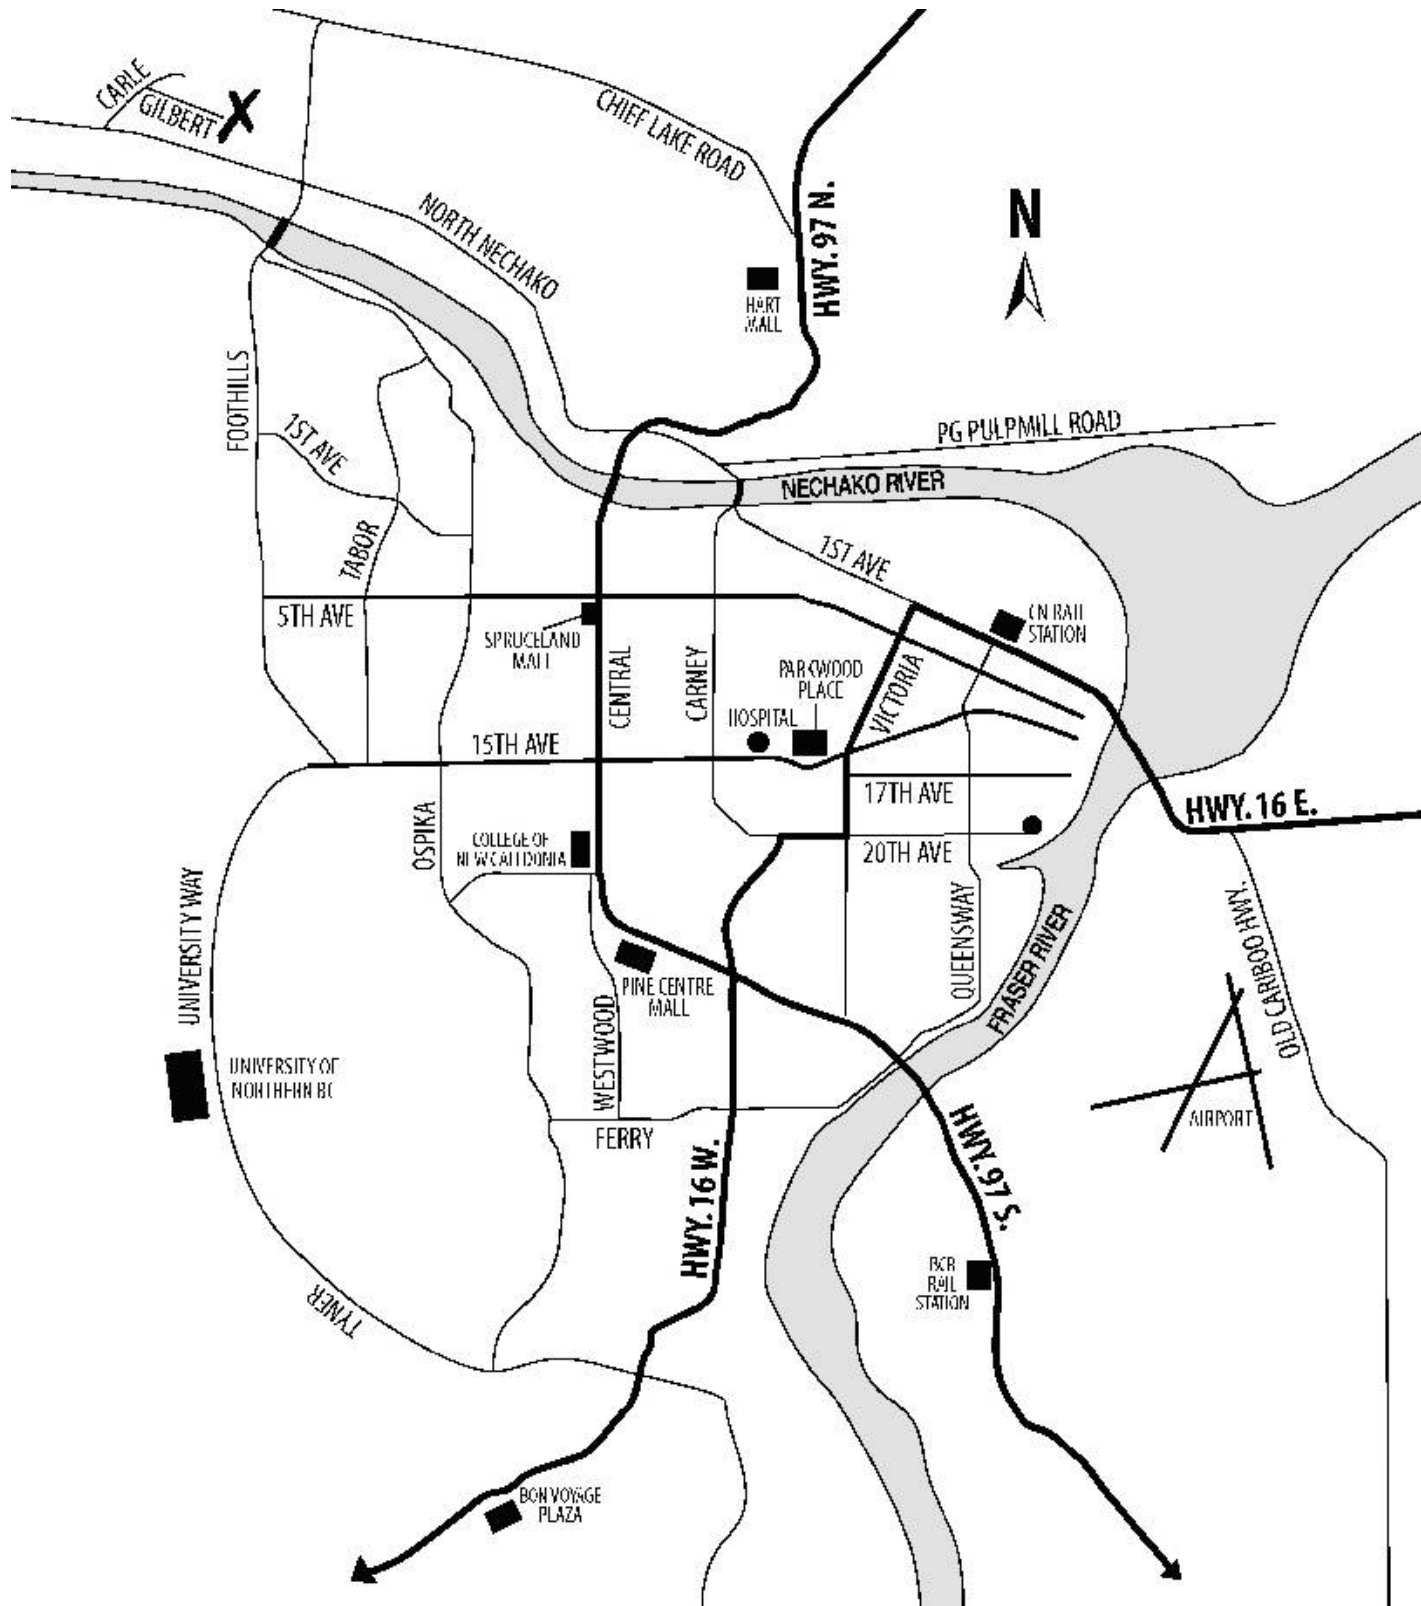 CARLE
GILBERT
CHIEF LAKE ROAD
NORTH NECHAKO
HWY. 97 N.
N
HART
MALL
FOOTHILLS
1ST AVE
TABOR
PG PULPMILL ROAD
NECHAKO RIVER
1ST AVE
5TH AVE
SPRUCELAND
MALL
CENTRAL
CARNEY
PARKWOOD
PLACE
HOSPITAL
VICTORIA
CN RAIL
STATION
15TH AVE
17TH AVE
20TH AVE
HWY. 16 E.
OSPIKA
COLLEGE OF
NEW CALEDONIA
UNIVERSITY WAY
QUEENSWAY
FRASER RIVER
OLD CARIBOO HWY.
PINE CENTRE
MALL
WESTWOOD
UNIVERSITY OF
NORTHERN BC
FERRY
AIRPORT
HWY. 16 W.
HWY. 97 S.
BCR
RAIL
STATION
TYNER
BON VOYAGE
PLAZA